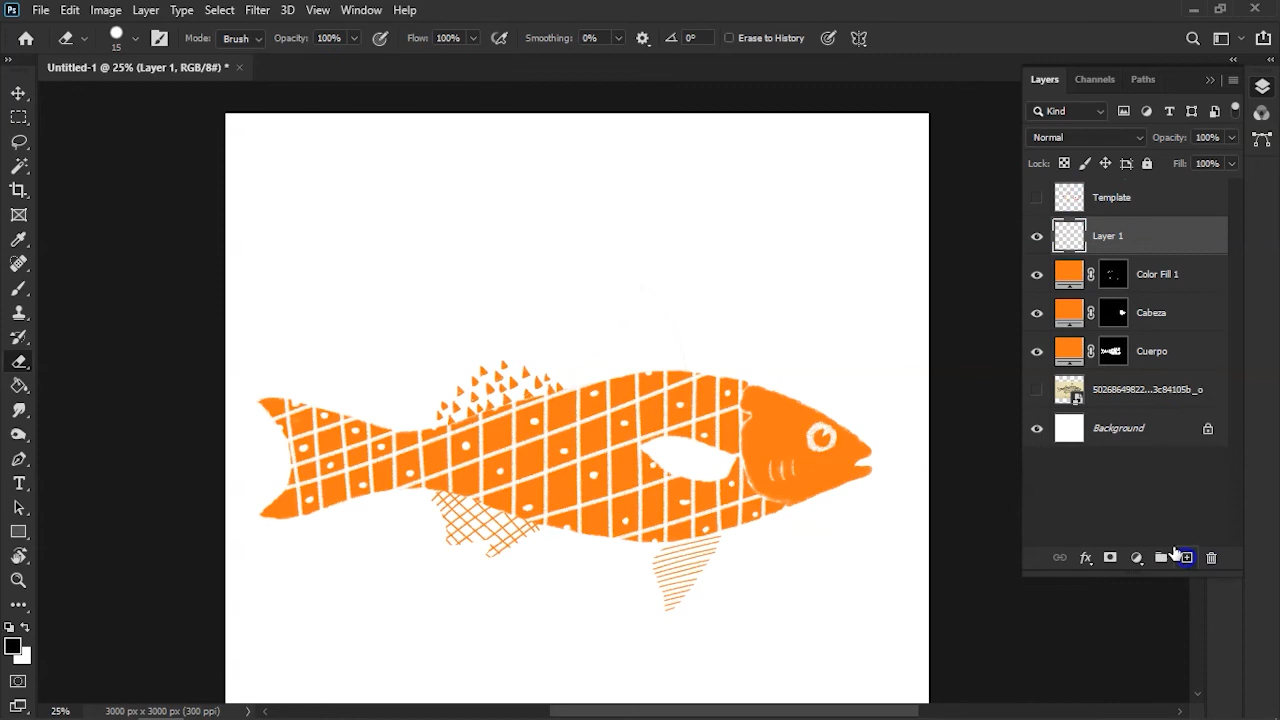 Ps File Edit Image Layer Type Select Filter 3D View Window Help
15 Mode: Brush Opacity: 100% Flow: 100% Smoothing: 0% 0° Erase to History
Untitled-1 @ 25% (Layer 1, RGB/8#) *
Layers Channels Paths
Kind
Normal Opacity: 100%
Lock: Fill: 100%
Template
Layer 1
Color Fill 1
Cabeza
Cuerpo
50268649822...3c84105b_o
Background
fx
25% 3000 px x 3000 px (300 ppi)